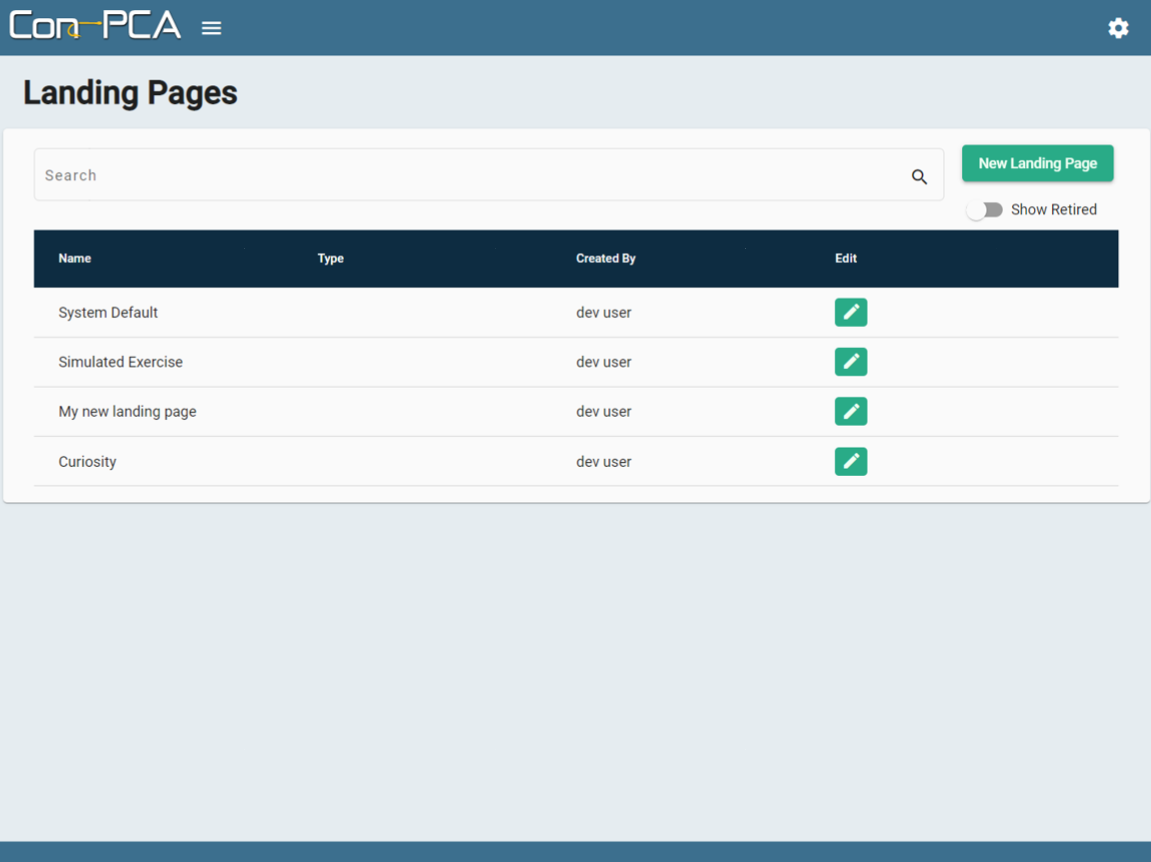 Con-PCA
Landing Pages
Search
New Landing Page
Show Retired
Name Type Created By Edit
System Default dev user
Simulated Exercise dev user
My new landing page dev user
Curiosity dev user